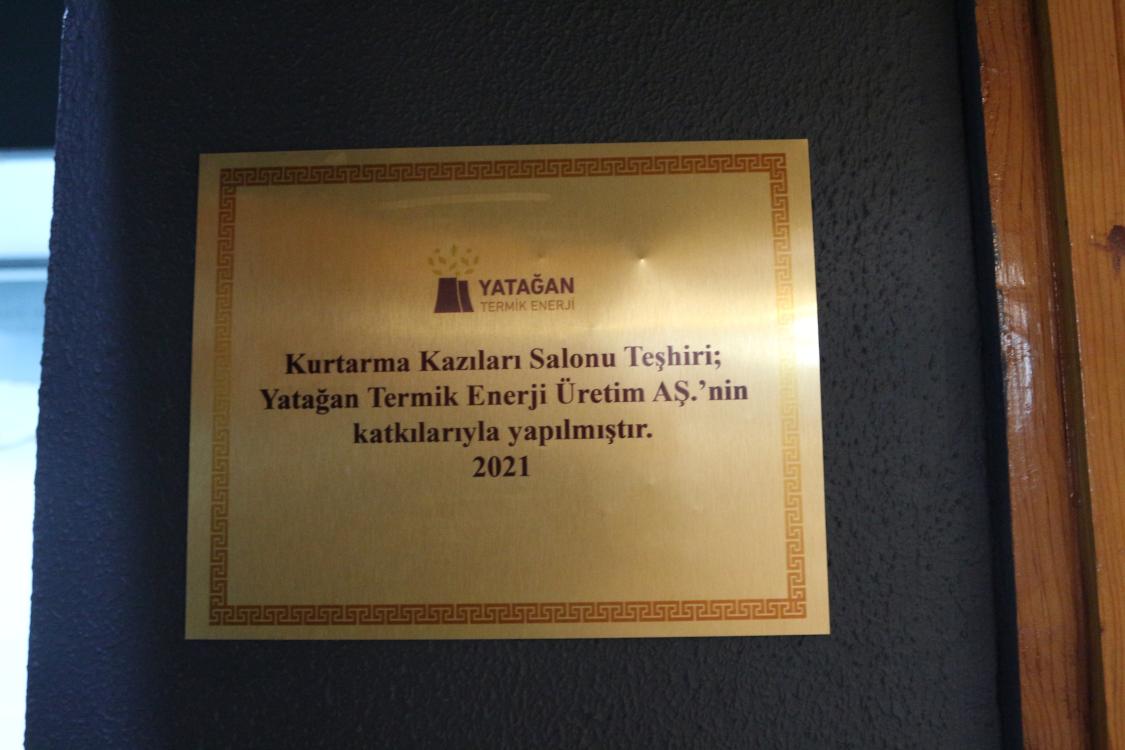 YATAĞAN
TERMİK ENERJİ
Kurtarma Kazıları Salonu Teşhiri;
Yatağan Termik Enerji Üretim AŞ.’nin
katkılarıyla yapılmıştır.
2021